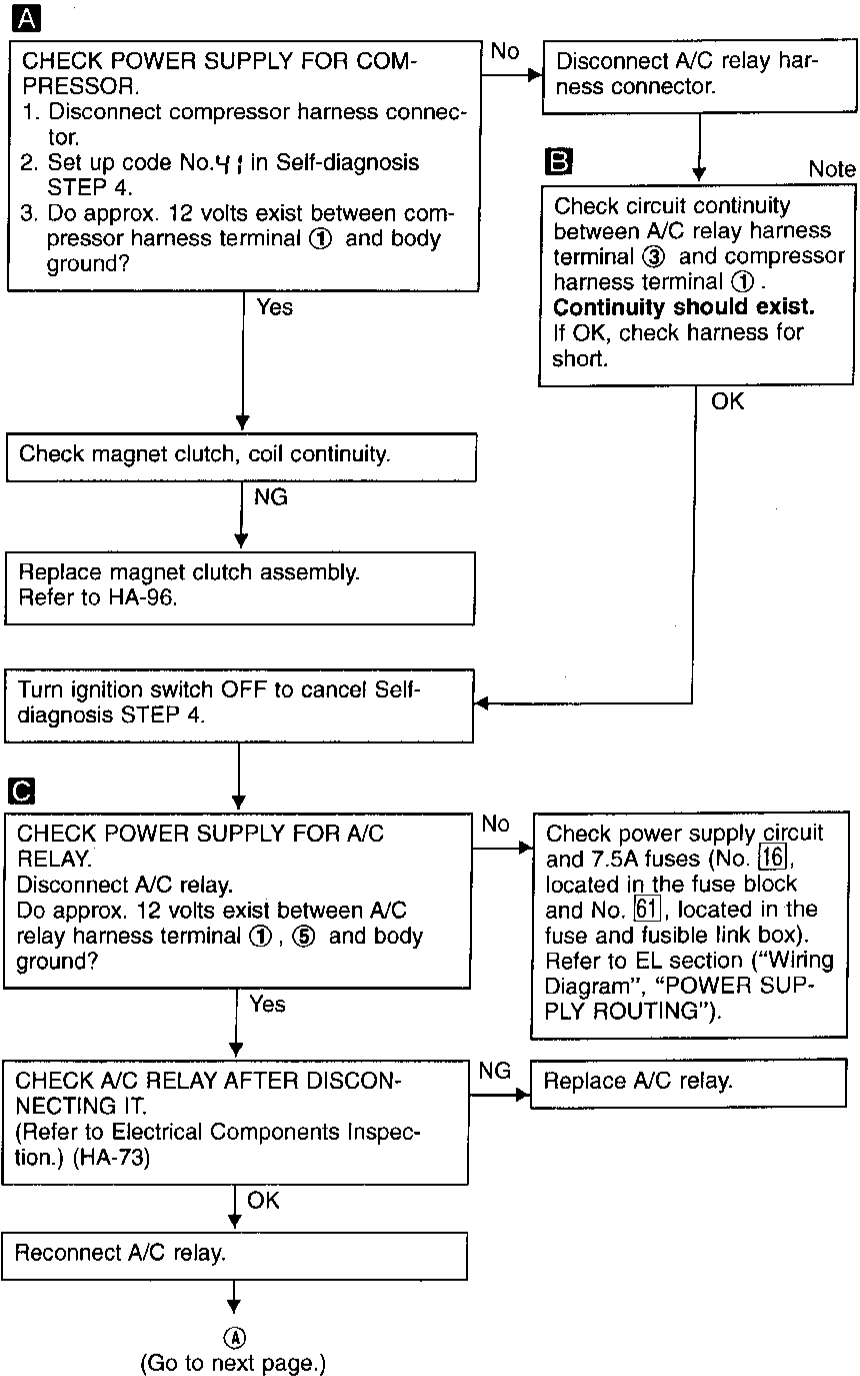 A
CHECK POWER SUPPLY FOR COM-
PRESSOR.
1. Disconnect compressor harness connec-
tor.
2. Set up code No.41 in Self-diagnosis
STEP 4.
3. Do approx. 12 volts exist between com-
pressor harness terminal ① and body
ground?
No
Disconnect A/C relay har-
ness connector.
B
Note
Check circuit continuity
between A/C relay harness
terminal ③ and compressor
harness terminal ① .
Continuity should exist.
If OK, check harness for
short.
Yes
OK
Check magnet clutch, coil continuity.
NG
Replace magnet clutch assembly.
Refer to HA-96.
Turn ignition switch OFF to cancel Self-
diagnosis STEP 4.
C
CHECK POWER SUPPLY FOR A/C
RELAY.
Disconnect A/C relay.
Do approx. 12 volts exist between A/C
relay harness terminal ① , ⑤ and body
ground?
No
Check power supply circuit
and 7.5A fuses (No. 16,
located in the fuse block
and No. 61, located in the
fuse and fusible link box).
Refer to EL section (“Wiring
Diagram”, “POWER SUP-
PLY ROUTING”).
Yes
CHECK A/C RELAY AFTER DISCON-
NECTING IT.
(Refer to Electrical Components Inspec-
tion.) (HA-73)
NG
Replace A/C relay.
OK
Reconnect A/C relay.
Ⓐ
(Go to next page.)